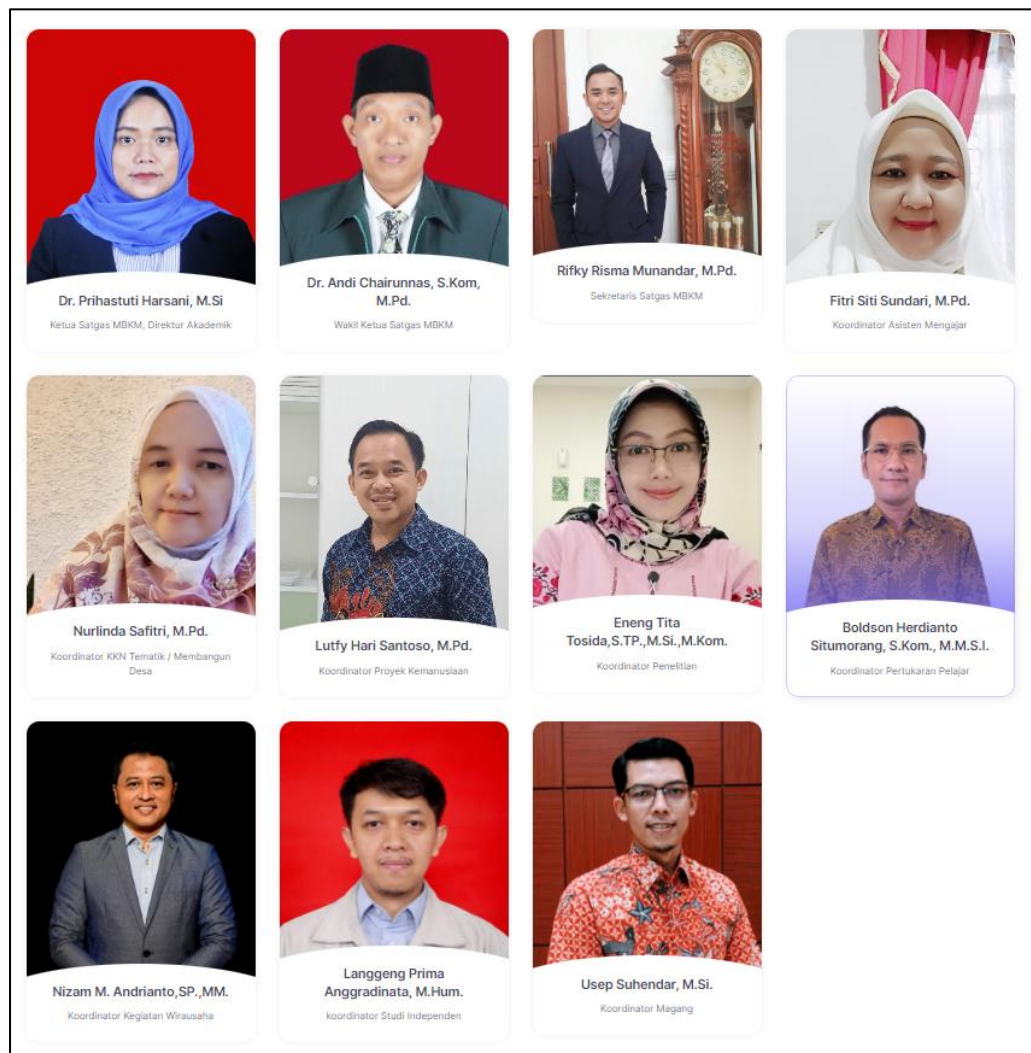 Dr. Prihastuti Harsani, M.Si
Ketua Satgas MBKM, Direktur Akademik
Dr. Andi Chairunnas, S.Kom,
M.Pd.
Wakil Ketua Satgas MBKM
Rifky Risma Munandar, M.Pd.
Sekretaris Satgas MBKM
Fitri Siti Sundari, M.Pd.
Koordinator Asisten Mengajar
Nurlinda Safitri, M.Pd.
Koordinator KKN Tematik / Membangun
Desa
Lutfy Hari Santoso, M.Pd.
Koordinator Proyek Kemanusiaan
Eneng Tita
Tosida,S.TP.,M.Si.,M.Kom.
Koordinator Penelitian
Boldson Herdianto
Situmorang, S.Kom., M.M.S.I.
Koordinator Pertukaran Pelajar
Nizam M. Andrianto,SP.,MM.
Koordinator Kegiatan Wirausaha
Langgeng Prima
Anggradinata, M.Hum.
koordinator Studi Independen
Usep Suhendar, M.Si.
Koordinator Magang